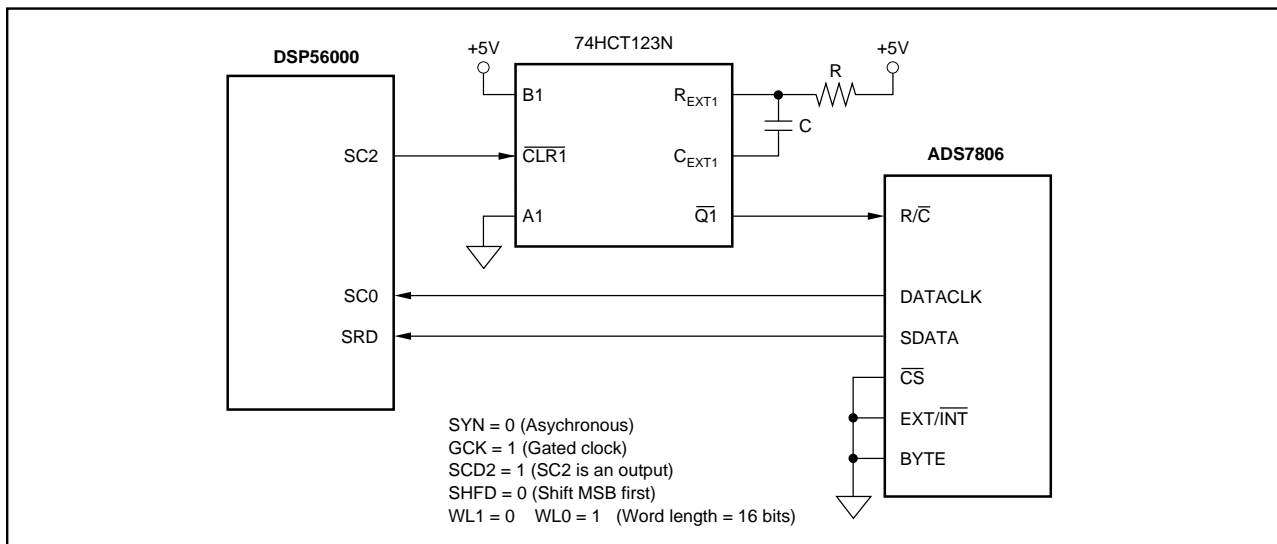 DSP56000
SC2
SC0
SRD
74HCT123N
+5V
B1
CLR1
A1
REXT1
CEXT1
Q1
R
C
+5V
ADS7806
R/C
DATACLK
SDATA
CS
EXT/INT
BYTE
SYN = 0 (Asychronous)
GCK = 1 (Gated clock)
SCD2 = 1 (SC2 is an output)
SHFD = 0 (Shift MSB first)
WL1 = 0 WL0 = 1 (Word length = 16 bits)